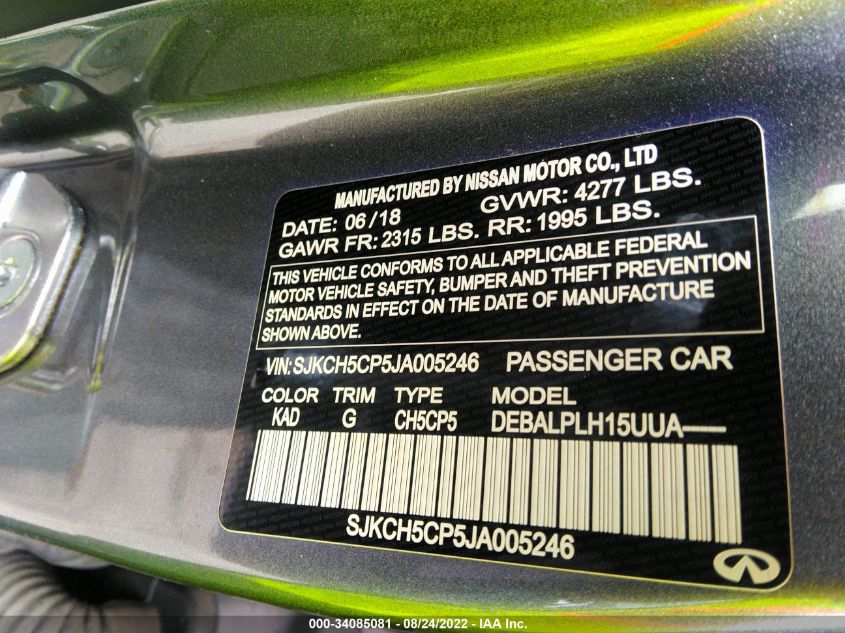 MANUFACTURED BY NISSAN MOTOR CO., LTD
DATE: 06/18 GVWR: 4277 LBS.
GAWR FR: 2315 LBS. RR: 1995 LBS.
THIS VEHICLE CONFORMS TO ALL APPLICABLE FEDERAL
MOTOR VEHICLE SAFETY, BUMPER AND THEFT PREVENTION
STANDARDS IN EFFECT ON THE DATE OF MANUFACTURE
SHOWN ABOVE.
VIN: SJKCH5CP5JA005246 PASSENGER CAR
COLOR TRIM TYPE MODEL
KAD G CH5CP5 DEBALPLH15UUA——
SJKCH5CP5JA005246
000-34085081 - 08/24/2022 - IAA Inc.